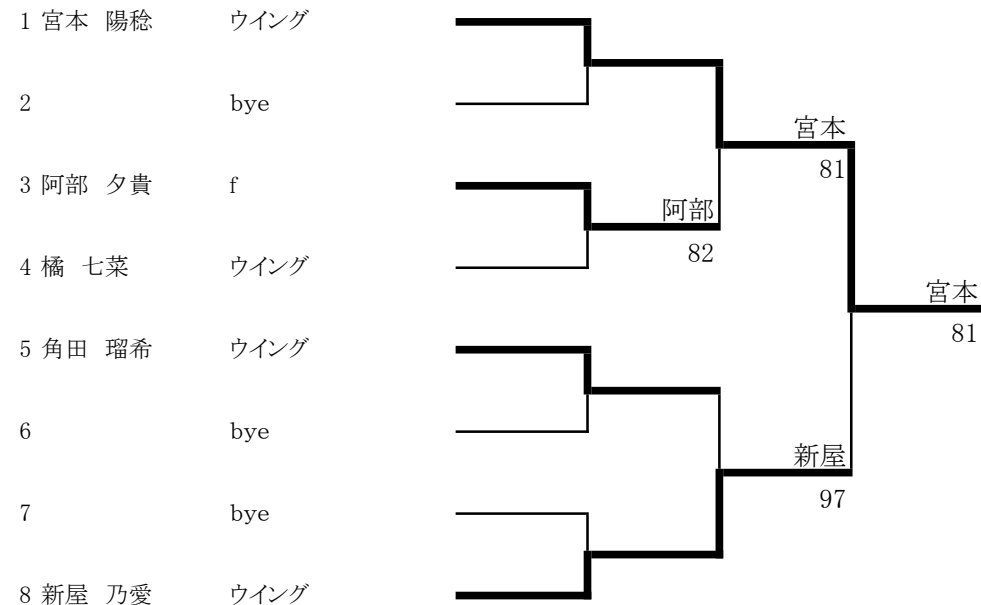 1 宮本 陽稔 ウイング
2 bye
宮本
81
3 阿部 夕貴 f
阿部
82
4 橘 七菜 ウイング
宮本
81
5 角田 瑠希 ウイング
6 bye
新屋
97
7 bye
8 新屋 乃愛 ウイング